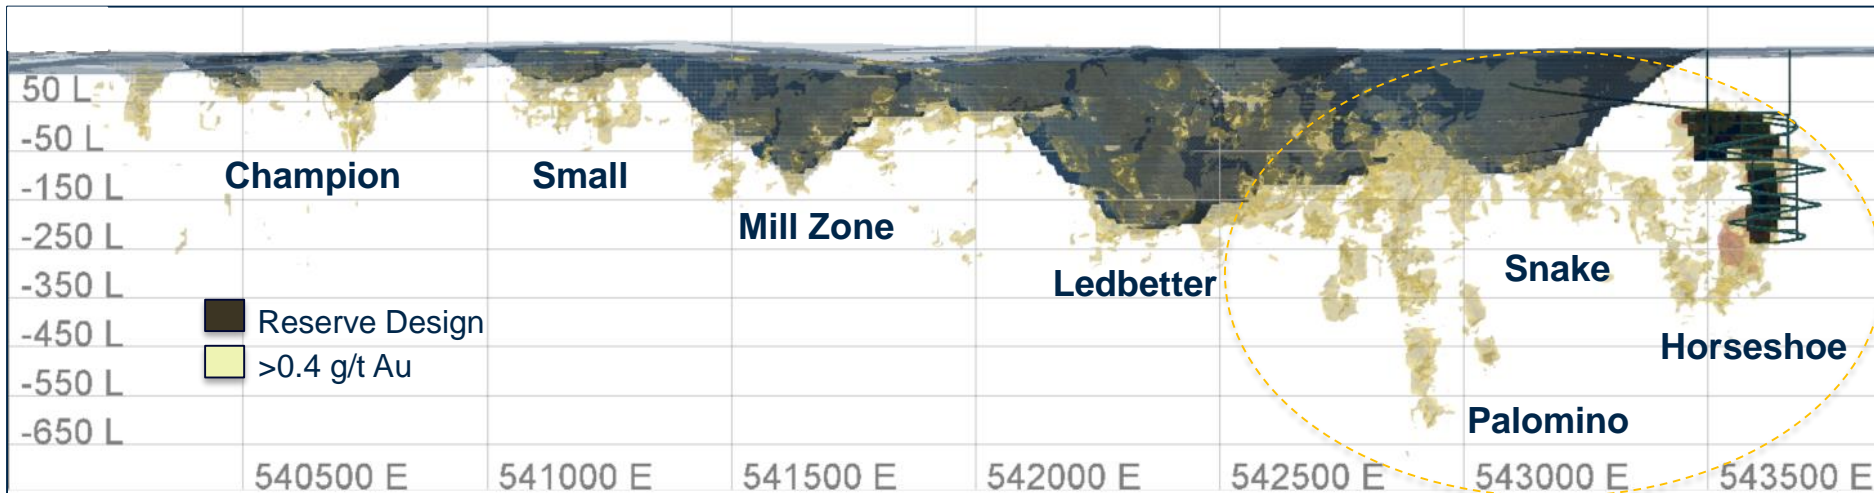 50 L
-50 L
-150 L
-250 L
-350 L
-450 L
-550 L
-650 L
Champion
Small
Mill Zone
Ledbetter
Snake
Horseshoe
Palomino
Reserve Design
>0.4 g/t Au
540500 E
541000 E
541500 E
542000 E
542500 E
543000 E
543500 E